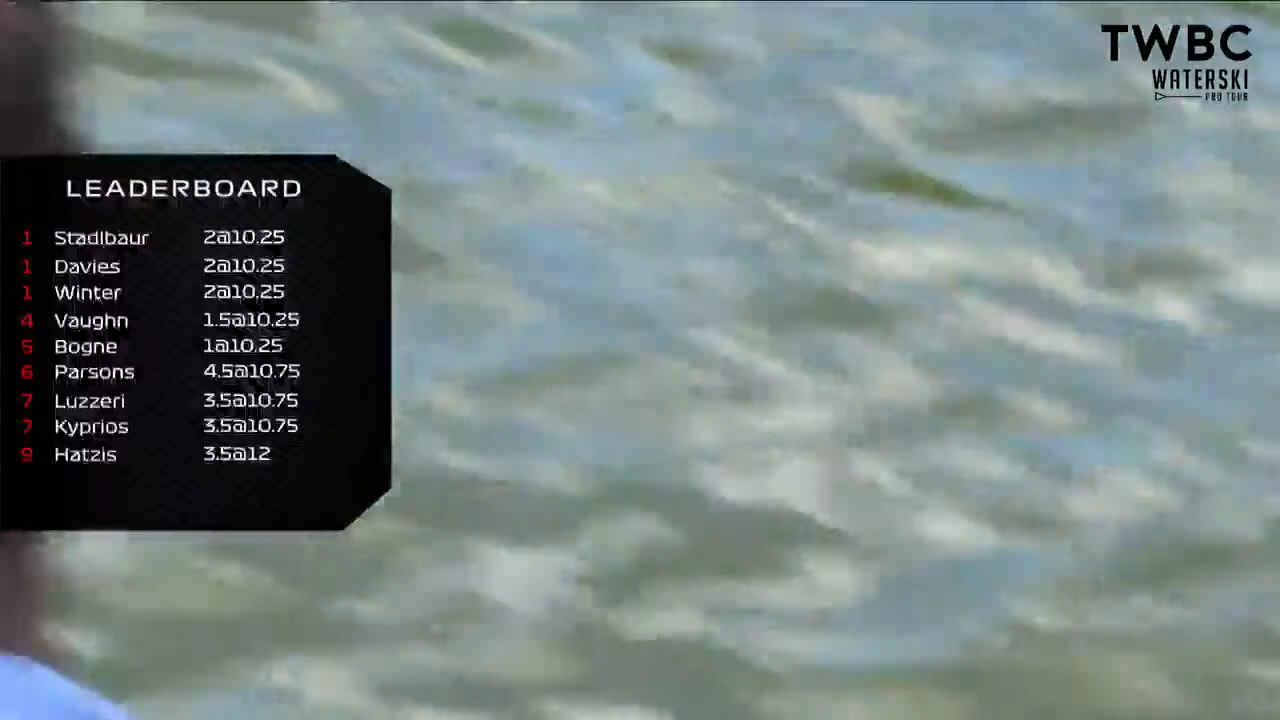 TWBC
WATERSKI
PRO TOUR
LEADERBOARD
1 Stadlbaur 2@10.25
1 Davies 2@10.25
1 Winter 2@10.25
4 Vaughn 1.5@10.25
5 Bogne 1@10.25
6 Parsons 4.5@10.75
7 Luzzeri 3.5@10.75
7 Kyprios 3.5@10.75
9 Hatzis 3.5@12